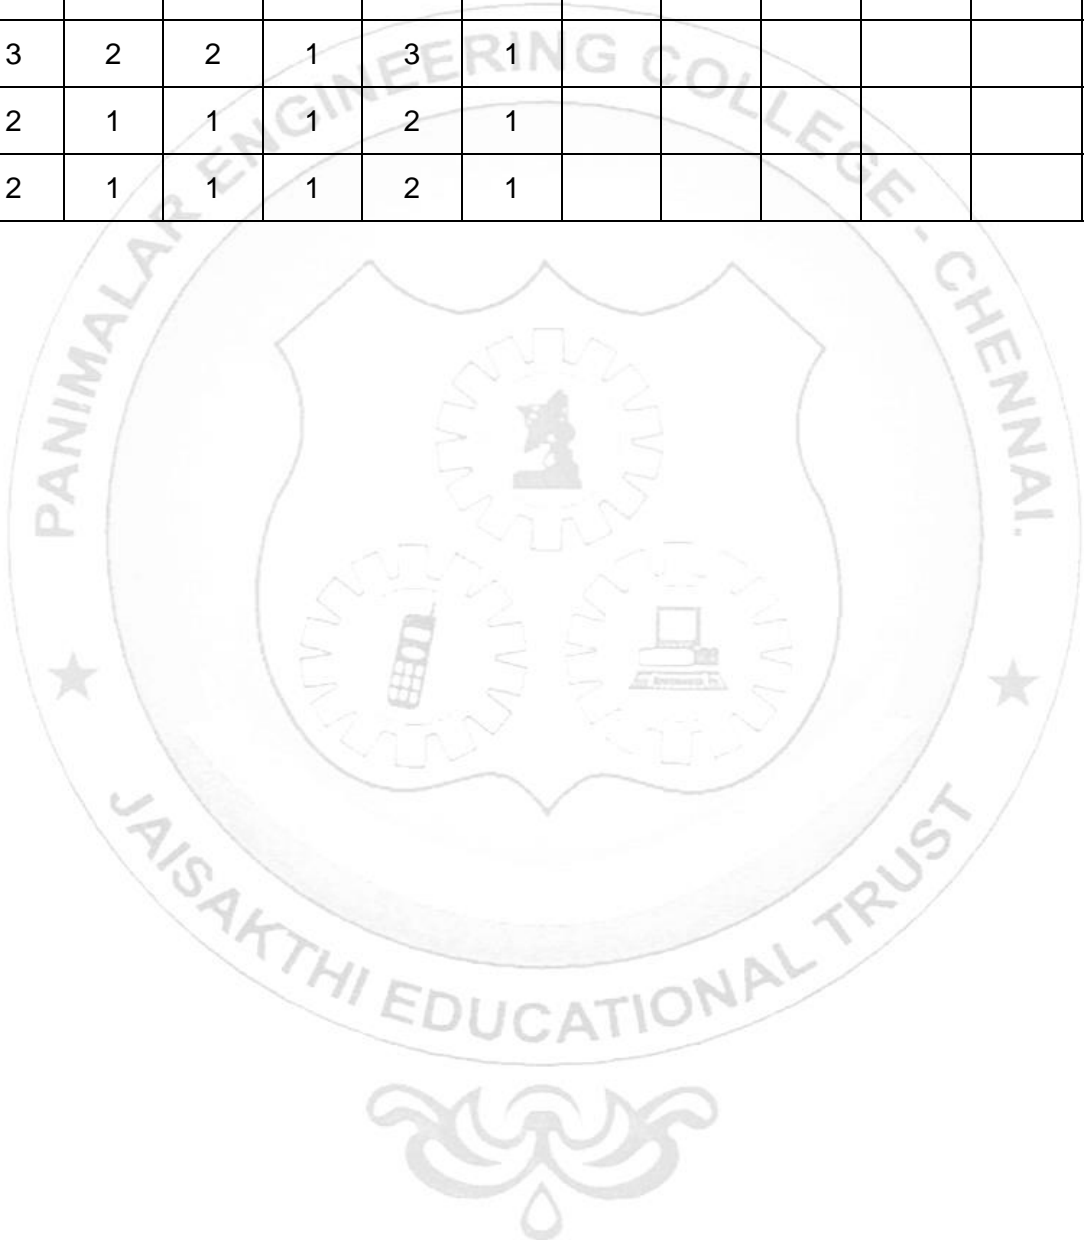 3 2 2 1 3 1
2 1 1 1 2 1
2 1 1 1 2 1
PANIMALAR ENGINEERING COLLEGE - CHENNAI.
JAISAKTHI EDUCATIONAL TRUST